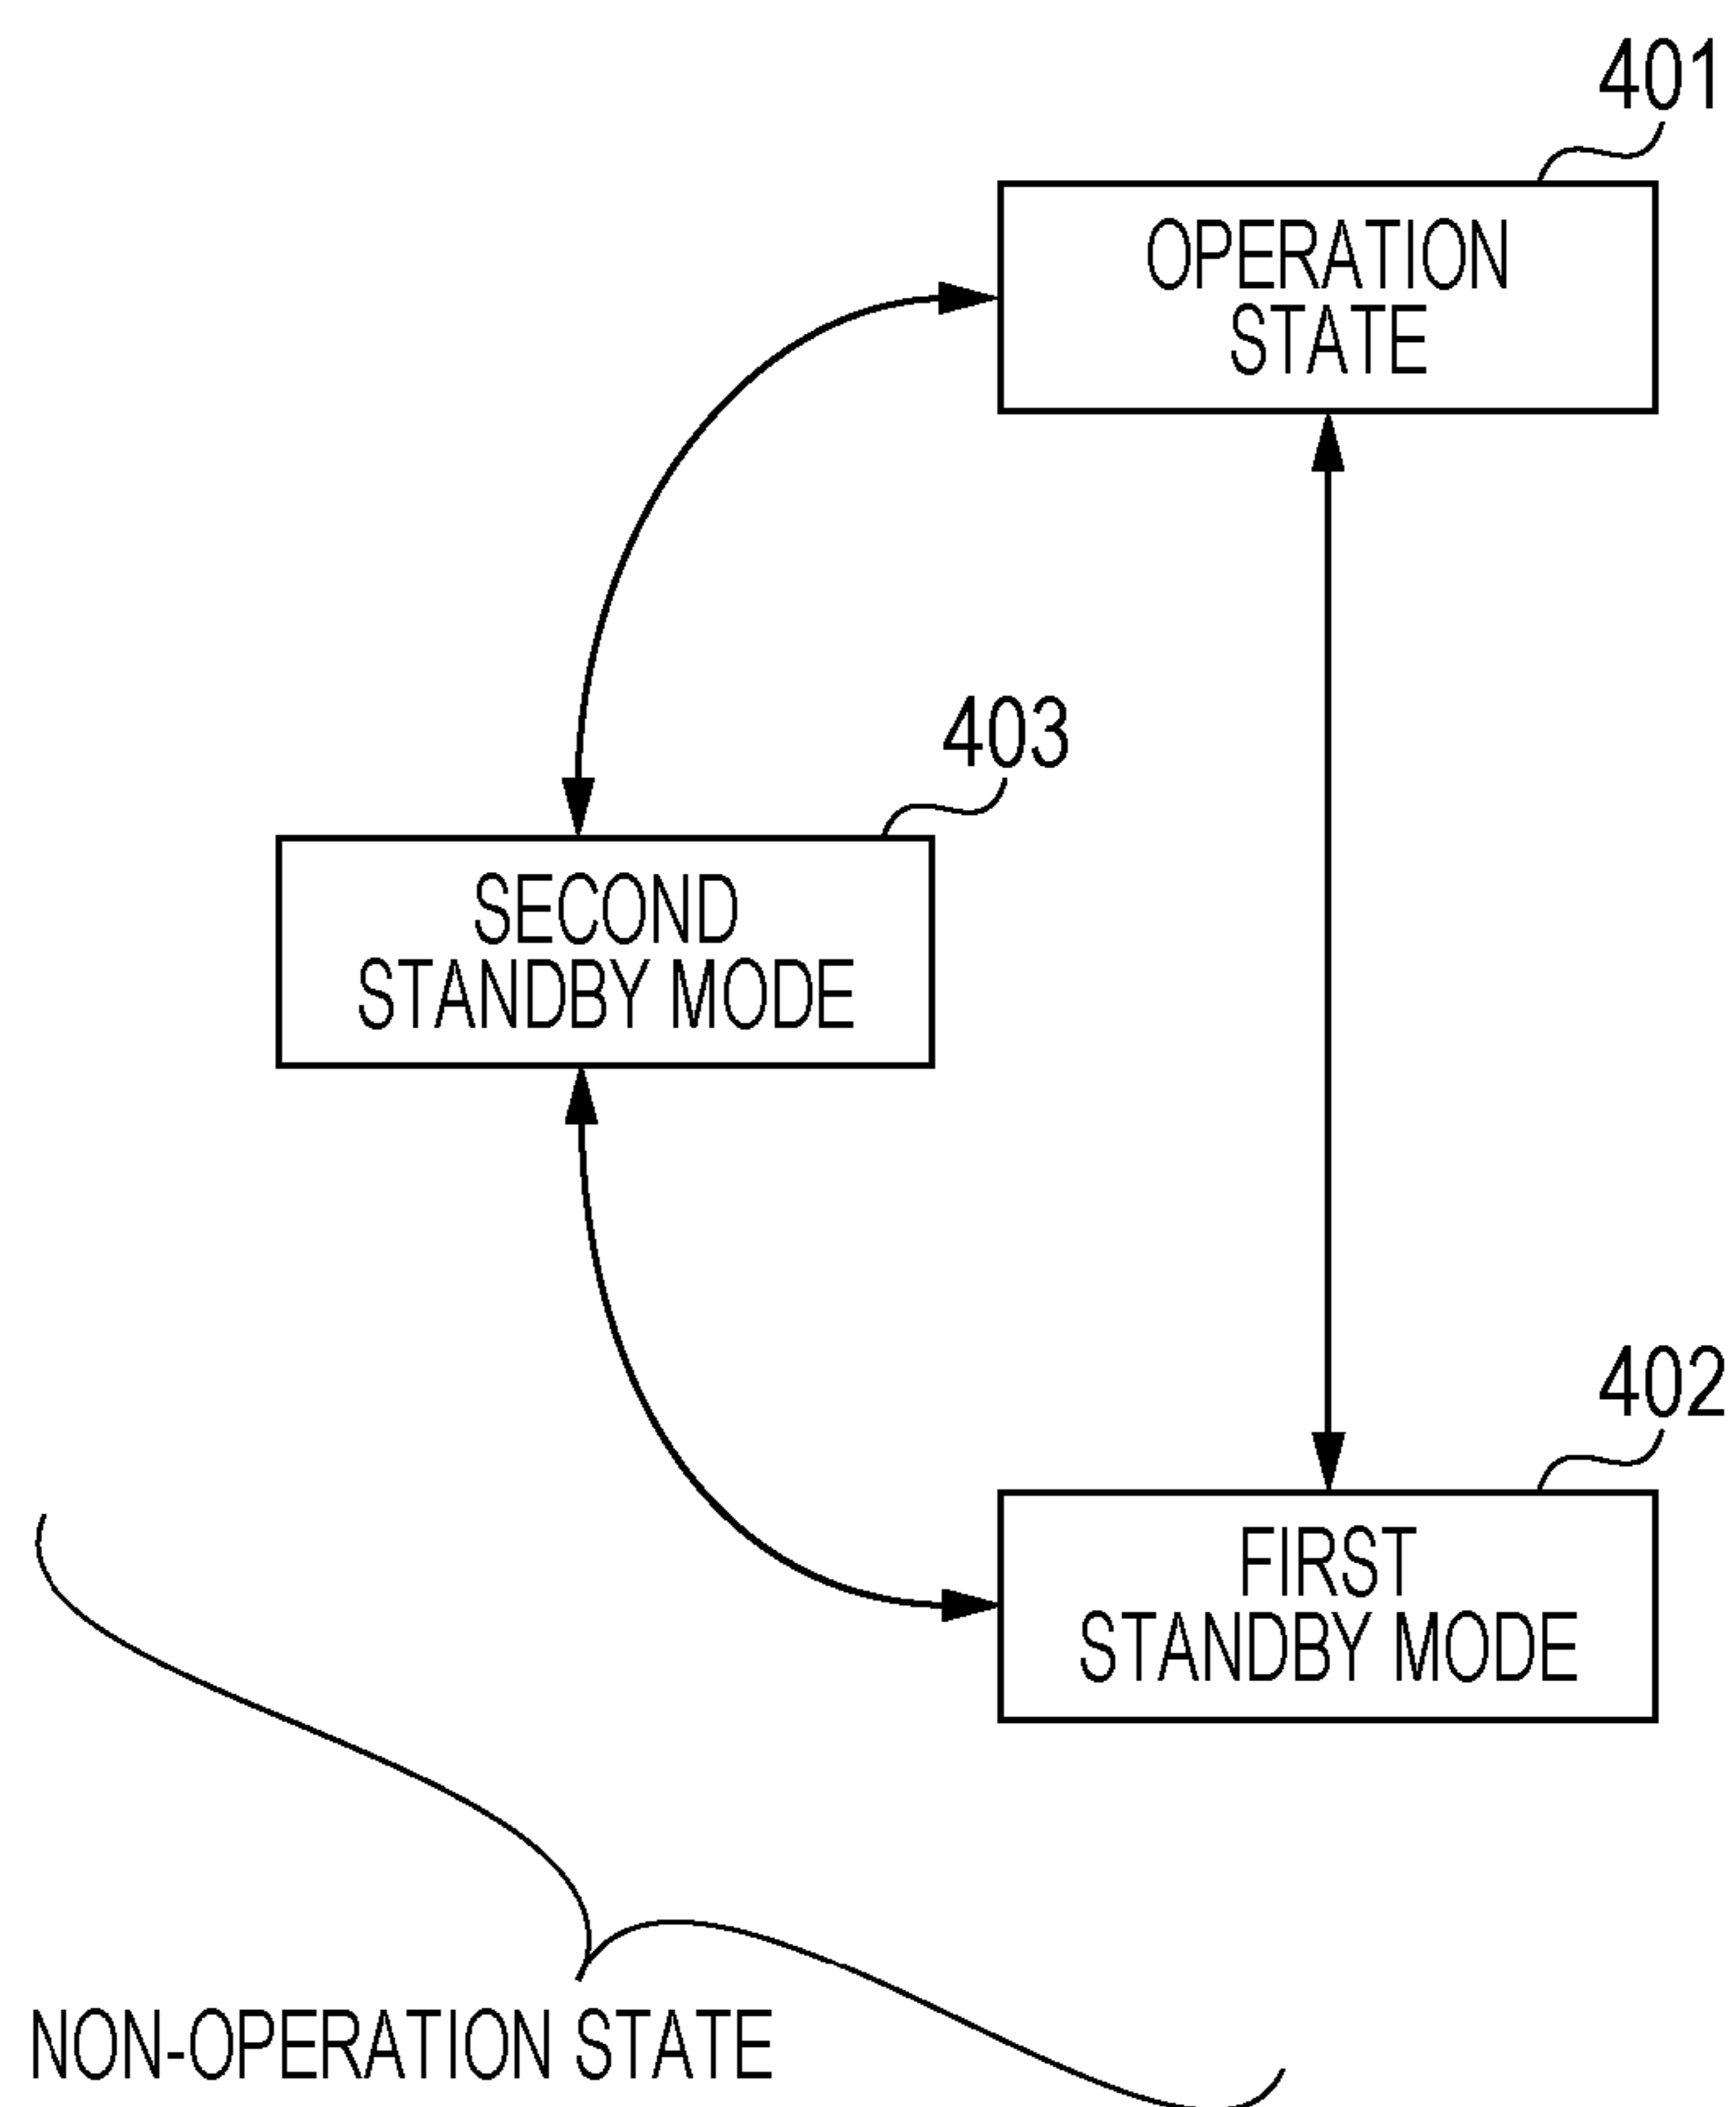 401
OPERATION
STATE
403
SECOND
STANDBY MODE
402
FIRST
STANDBY MODE
NON-OPERATION STATE